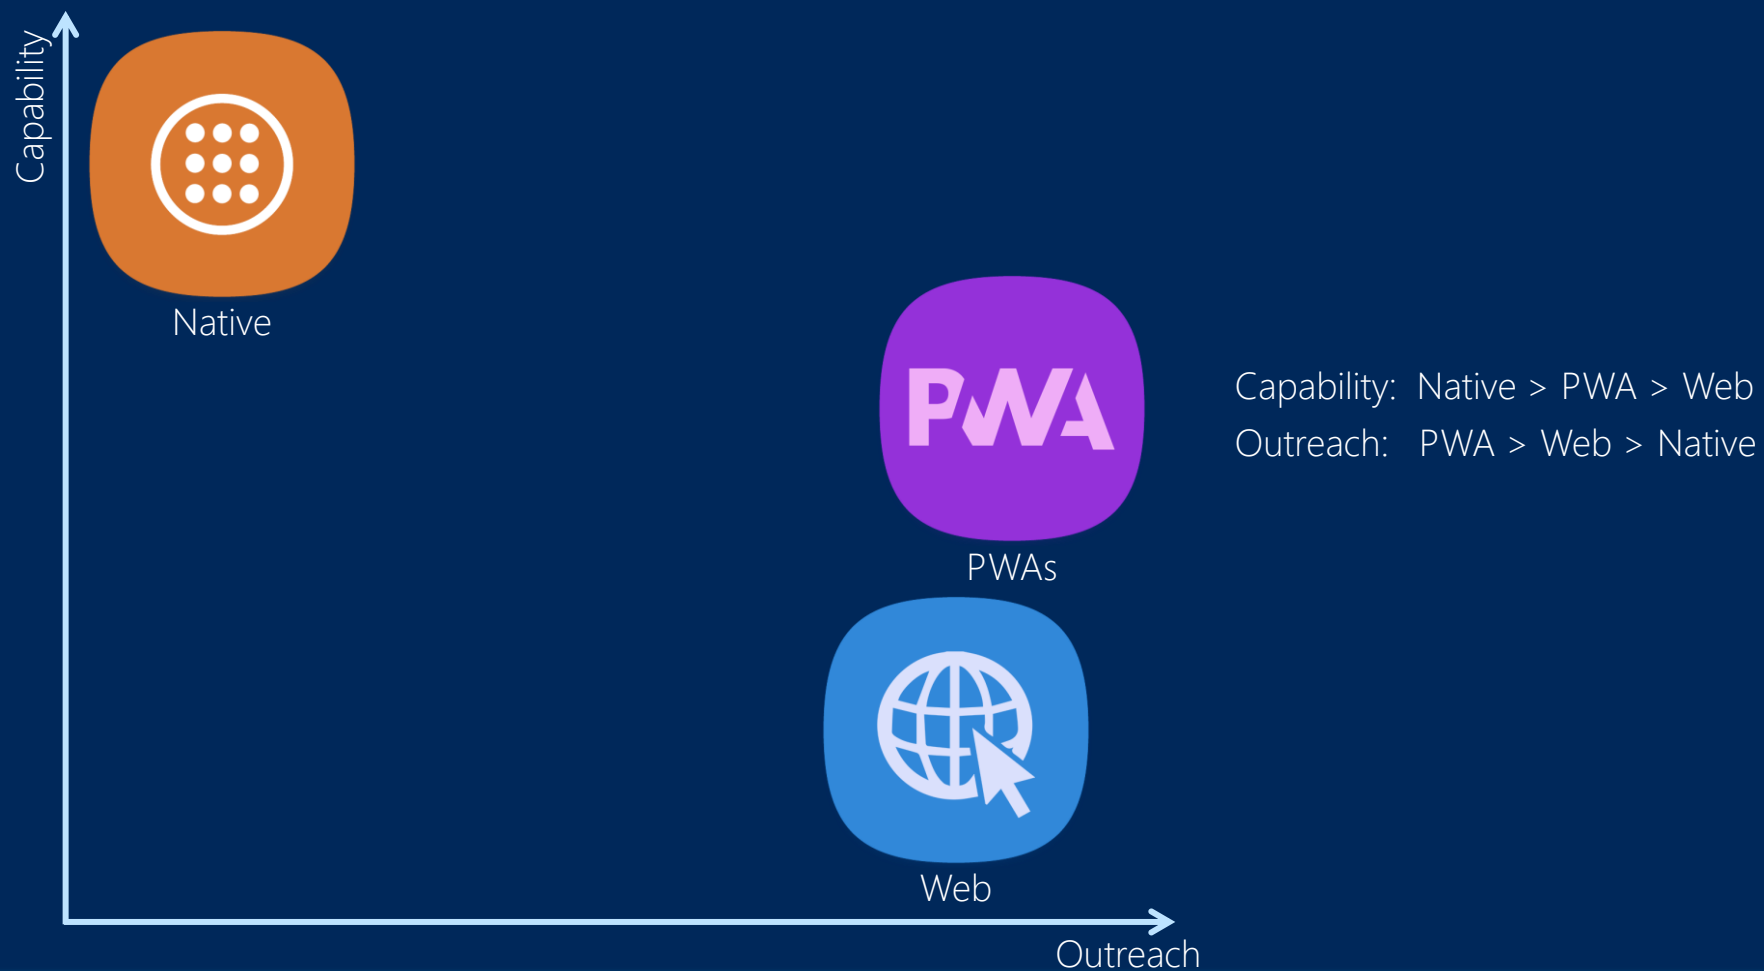 Capability
Native
PWA
PWAs
Capability: Native > PWA > Web
Outreach: PWA > Web > Native
Web
Outreach